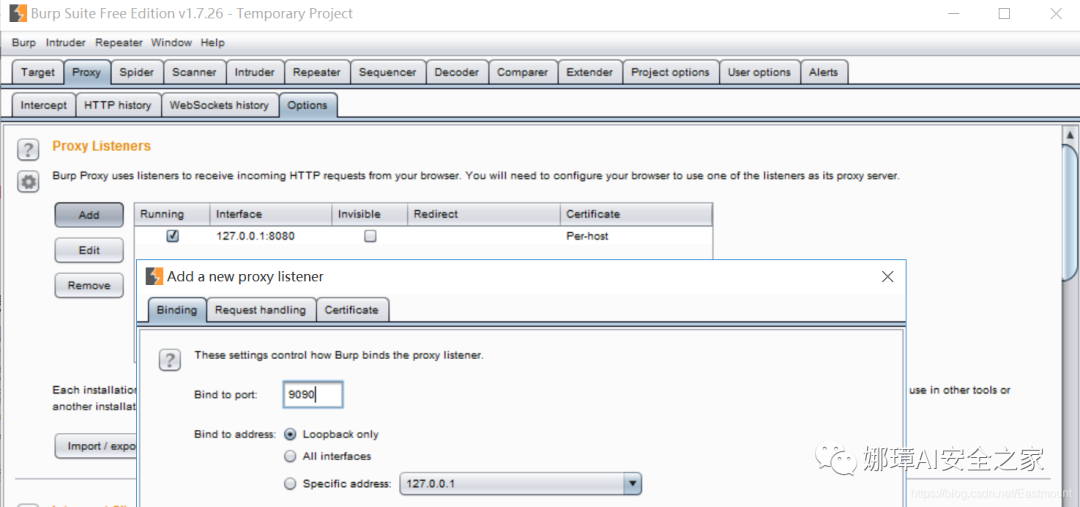 Burp Suite Free Edition v1.7.26 - Temporary Project
Burp Intruder Repeater Window Help
Target Proxy Spider Scanner Intruder Repeater Sequencer Decoder Comparer Extender Project options User options Alerts
Intercept HTTP history WebSockets history Options
? Proxy Listeners
Burp Proxy uses listeners to receive incoming HTTP requests from your browser. You will need to configure your browser to use one of the listeners as its proxy server.
Add Running Interface Invisible Redirect Certificate
127.0.0.1:8080 Per-host
Edit
Remove
Add a new proxy listener
Binding Request handling Certificate
? These settings control how Burp binds the proxy listener.
Each installation use in other tools or
another installat
Bind to port: 9090
Bind to address: Loopback only
Import / expo
All interfaces
Specific address: 127.0.0.1
娜璋AI安全之家
https://blog.csdn.net/Eastmount